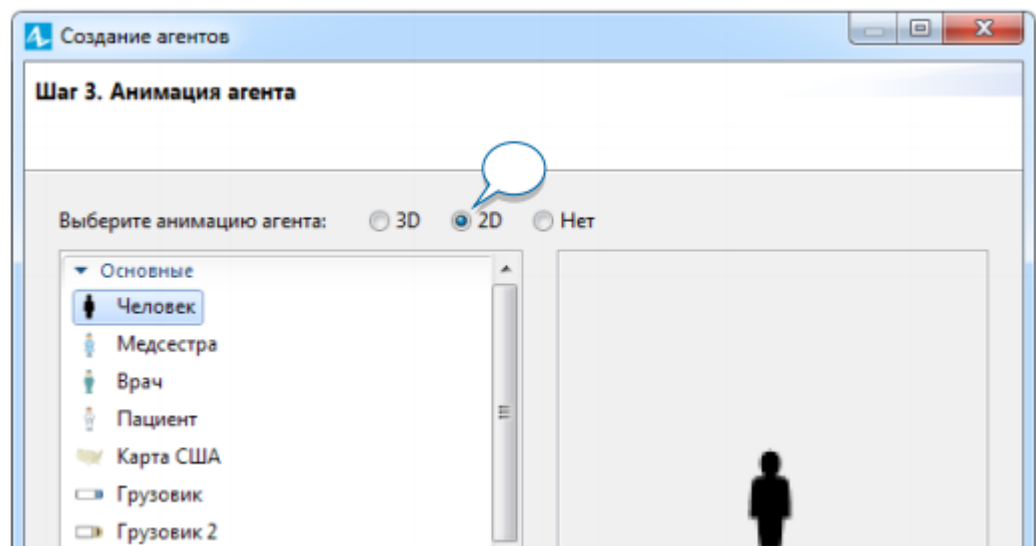 Создание агентов
Шаг 3. Анимация агента
Выберите анимацию агента: 3D 2D Нет
Основные
Человек
Медсестра
Врач
Пациент
Карта США
Грузовик
Грузовик 2